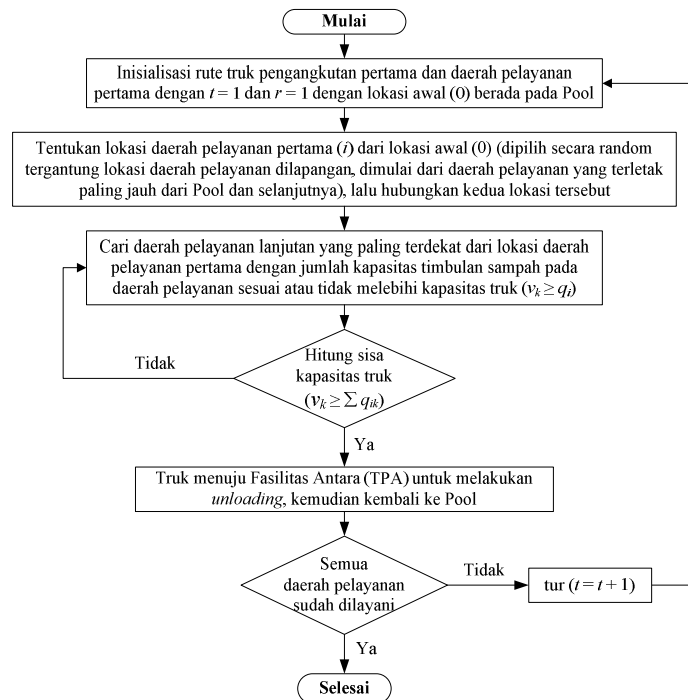 Mulai
Inisialisasi rute truk pengangkutan pertama dan daerah pelayanan
pertama dengan t = 1 dan r = 1 dengan lokasi awal (0) berada pada Pool
Tentukan lokasi daerah pelayanan pertama (i) dari lokasi awal (0) (dipilih secara random
tergantung lokasi daerah pelayanan dilapangan, dimulai dari daerah pelayanan yang terletak
paling jauh dari Pool dan selanjutnya), lalu hubungkan kedua lokasi tersebut
Cari daerah pelayanan lanjutan yang paling terdekat dari lokasi daerah
pelayanan pertama dengan jumlah kapasitas timbulan sampah pada
daerah pelayanan sesuai atau tidak melebihi kapasitas truk (vₖ ≥ qᵢ)
Tidak
Hitung sisa
kapasitas truk
(vₖ ≥ ∑ qᵢₖ)
Ya
Truk menuju Fasilitas Antara (TPA) untuk melakukan
unloading, kemudian kembali ke Pool
Semua
daerah pelayanan
sudah dilayani
Tidak
tur (t = t + 1)
Ya
Selesai